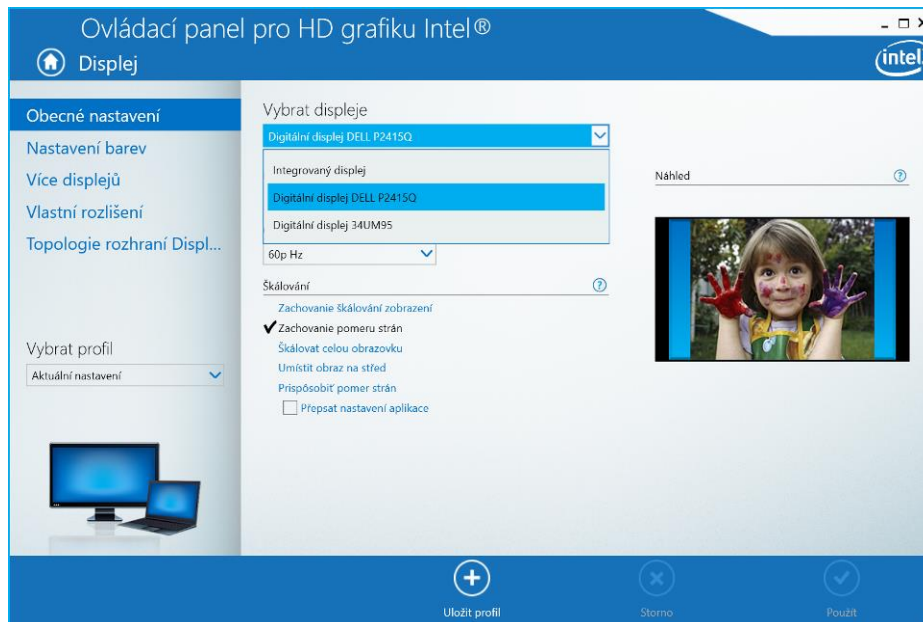 Ovládací panel pro HD grafiku Intel®
Displej
intel
Obecné nastavení
Nastavení barev
Více displejů
Vlastní rozlišení
Topologie rozhraní Displ...
Vybrat profil
Aktuální nastavení
Vybrat displeje
Digitální displej DELL P2415Q
Integrovaný displej
Digitální displej DELL P2415Q
Digitální displej 34UM95
60p Hz
Škálování
Zachovanie škálování zobrazení
Zachovanie pomeru strán
Škálovat celou obrazovku
Umístit obraz na střed
Prispôsobiť pomer strán
Přepsat nastavení aplikace
Náhled
Uložit profil
Storno
Použít